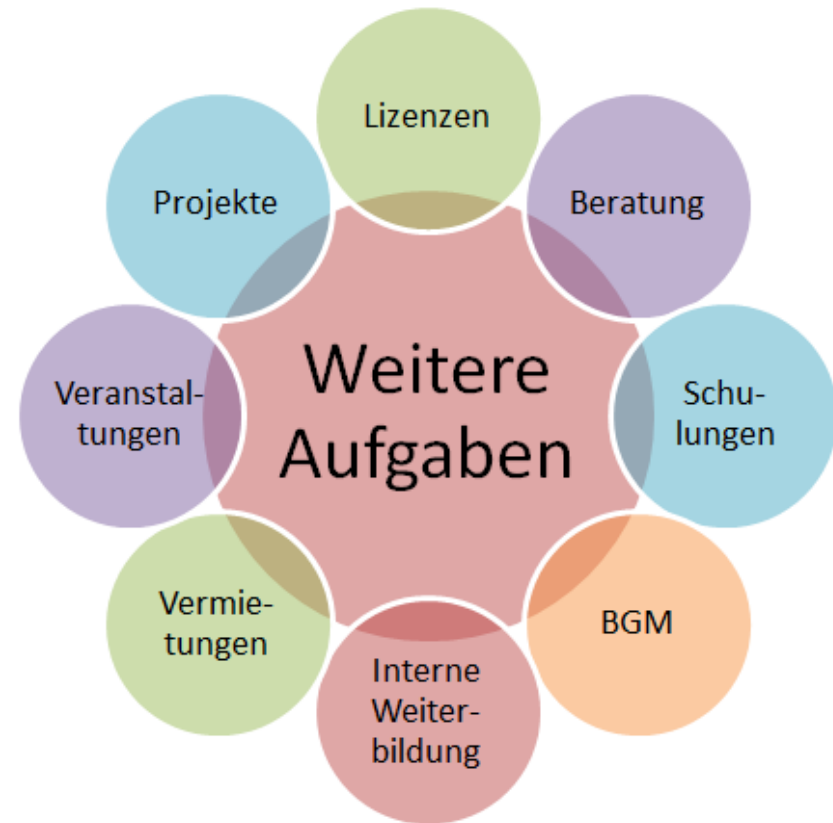 Lizenzen
Projekte
Beratung
Weitere
Aufgaben
Veranstal-
tungen
Schu-
lungen
Vermie-
tungen
BGM
Interne
Weiter-
bildung